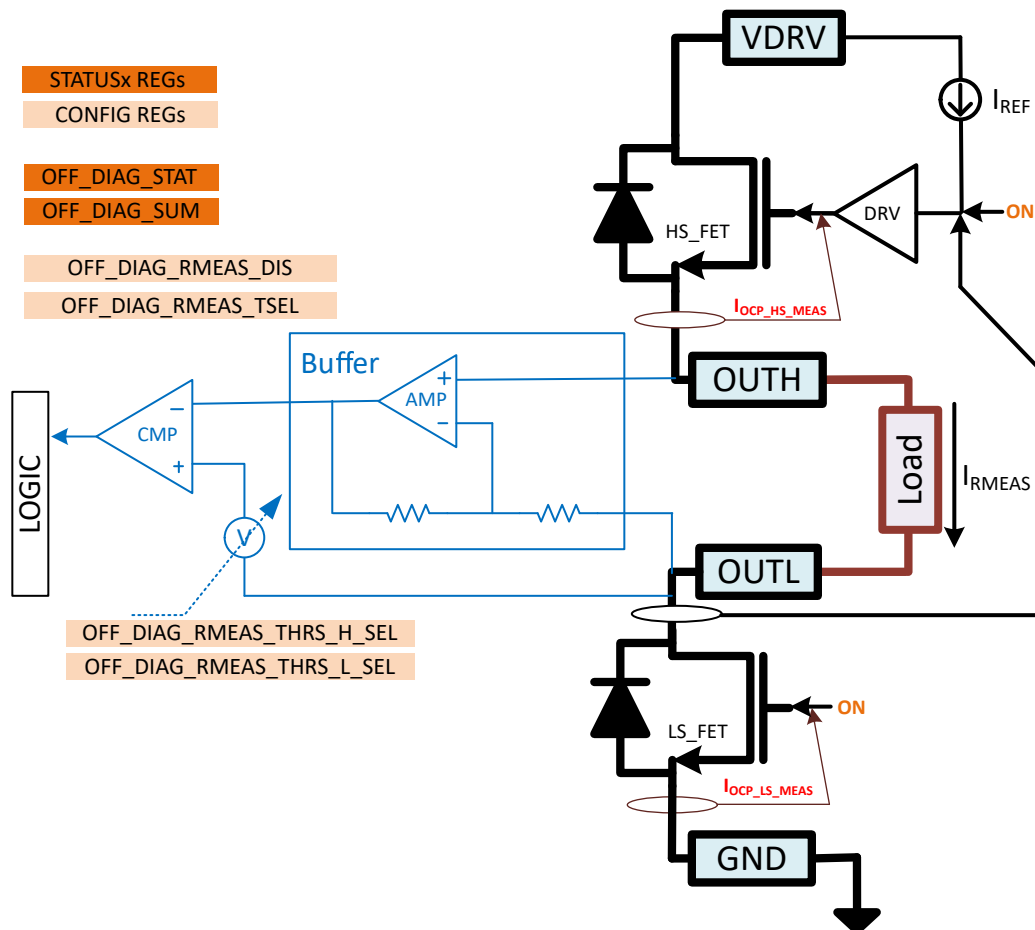 VDRV
STATUSx REGs
CONFIG REGs
IREF
OFF_DIAG_STAT
OFF_DIAG_SUM
DRV
ON
HS_FET
OFF_DIAG_RMEAS_DIS
OFF_DIAG_RMEAS_TSEL
IOCP_HS_MEAS
Buffer
OUTH
+
AMP
−
−
CMP
+
LOGIC
V
Load
IRMEAS
OUTL
OFF_DIAG_RMEAS_THRS_H_SEL
OFF_DIAG_RMEAS_THRS_L_SEL
ON
LS_FET
IOCP_LS_MEAS
GND